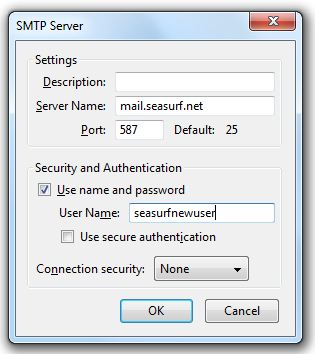 SMTP Server
Settings
Description:
Server Name: mail.seasurf.net
Port: 587 Default: 25
Security and Authentication
Use name and password
User Name: seasurfnewuser
Use secure authentication
Connection security: None
OK Cancel